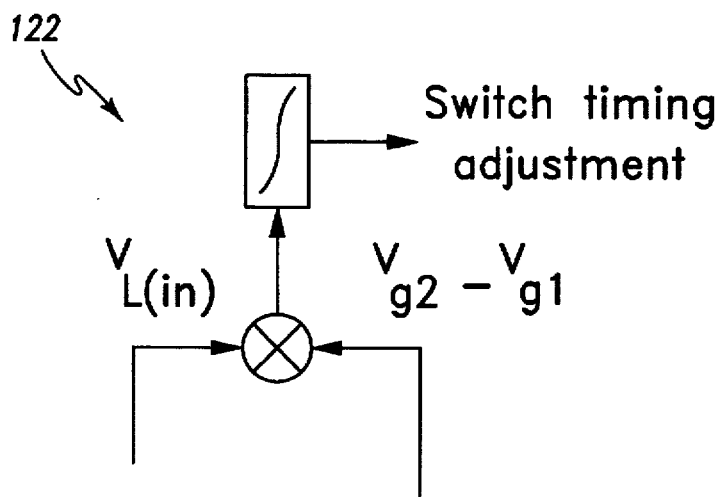 122
Switch timing
adjustment
V L(in)
V g2 - V g1